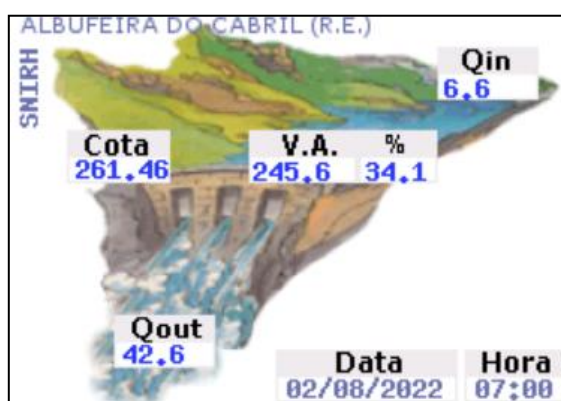 ALBUFEIRA DO CABRIL (R.E.)
SNIRH
Qin
6.6
Cota
261.46
V.A. %
245.6 34.1
Qout
42.6
Data Hora
02/08/2022 07:00